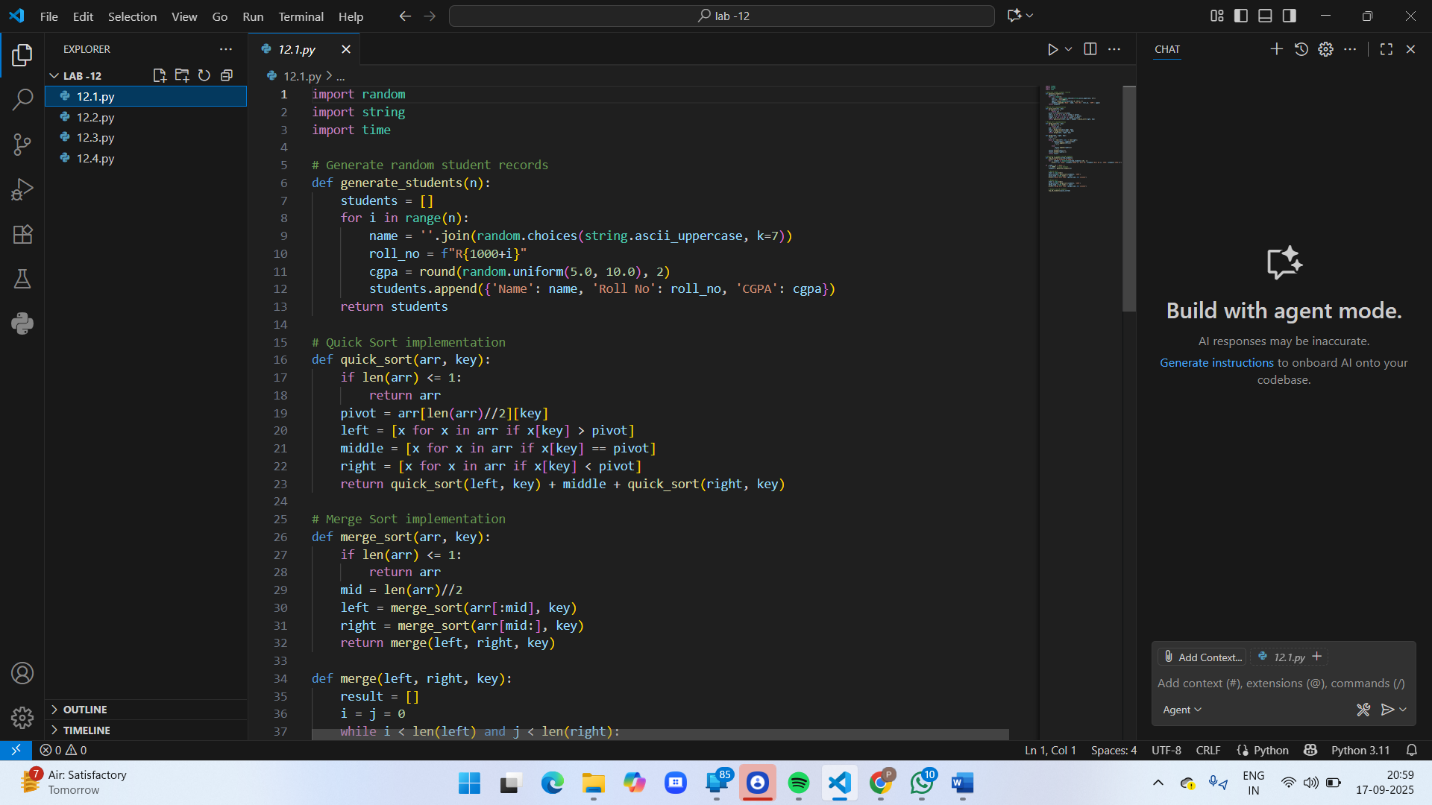 File Edit Selection View Go Run Terminal Help
lab -12
EXPLORER
LAB -12
12.1.py
12.2.py
12.3.py
12.4.py
OUTLINE
TIMELINE
12.1.py
12.1.py > ...
1 import random
2 import string
3 import time
4
5 # Generate random student records
6 def generate_students(n):
7 students = []
8 for i in range(n):
9 name = ''.join(random.choices(string.ascii_uppercase, k=7))
10 roll_no = f"R{1000+i}"
11 cgpa = round(random.uniform(5.0, 10.0), 2)
12 students.append({'Name': name, 'Roll No': roll_no, 'CGPA': cgpa})
13 return students
14
15 # Quick Sort implementation
16 def quick_sort(arr, key):
17 if len(arr) <= 1:
18 return arr
19 pivot = arr[len(arr)//2][key]
20 left = [x for x in arr if x[key] > pivot]
21 middle = [x for x in arr if x[key] == pivot]
22 right = [x for x in arr if x[key] < pivot]
23 return quick_sort(left, key) + middle + quick_sort(right, key)
24
25 # Merge Sort implementation
26 def merge_sort(arr, key):
27 if len(arr) <= 1:
28 return arr
29 mid = len(arr)//2
30 left = merge_sort(arr[:mid], key)
31 right = merge_sort(arr[mid:], key)
32 return merge(left, right, key)
33
34 def merge(left, right, key):
35 result = []
36 i = j = 0
37 while i < len(left) and j < len(right):
CHAT
Build with agent mode.
AI responses may be inaccurate.
Generate instructions to onboard AI onto your
codebase.
Add Context... 12.1.py
Add context (#), extensions (@), commands (/)
Agent
0 0
Ln 1, Col 1 Spaces: 4 UTF-8 CRLF Python Python 3.11
7
Air: Satisfactory
Tomorrow
85
P
10
ENG
IN
20:59
17-09-2025